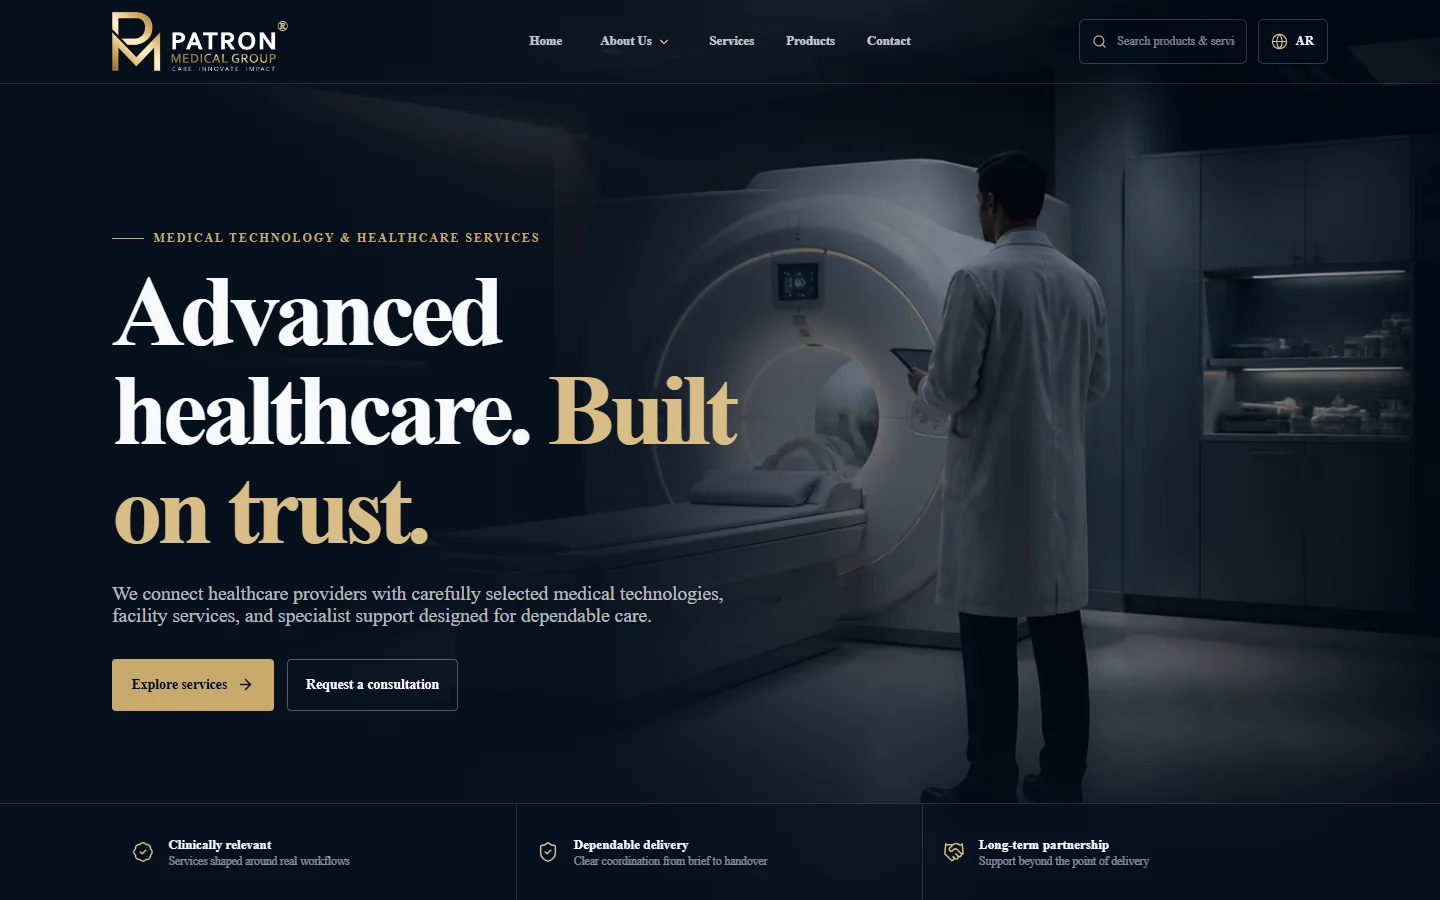 PATRON®
MEDICAL GROUP
CARE. INNOVATE. IMPACT
Home
About Us
Services
Products
Contact
Search products & servi
AR
MEDICAL TECHNOLOGY & HEALTHCARE SERVICES
Advanced
healthcare. Built
on trust.
We connect healthcare providers with carefully selected medical technologies,
facility services, and specialist support designed for dependable care.
Explore services
Request a consultation
Clinically relevant
Services shaped around real workflows
Dependable delivery
Clear coordination from brief to handover
Long-term partnership
Support beyond the point of delivery